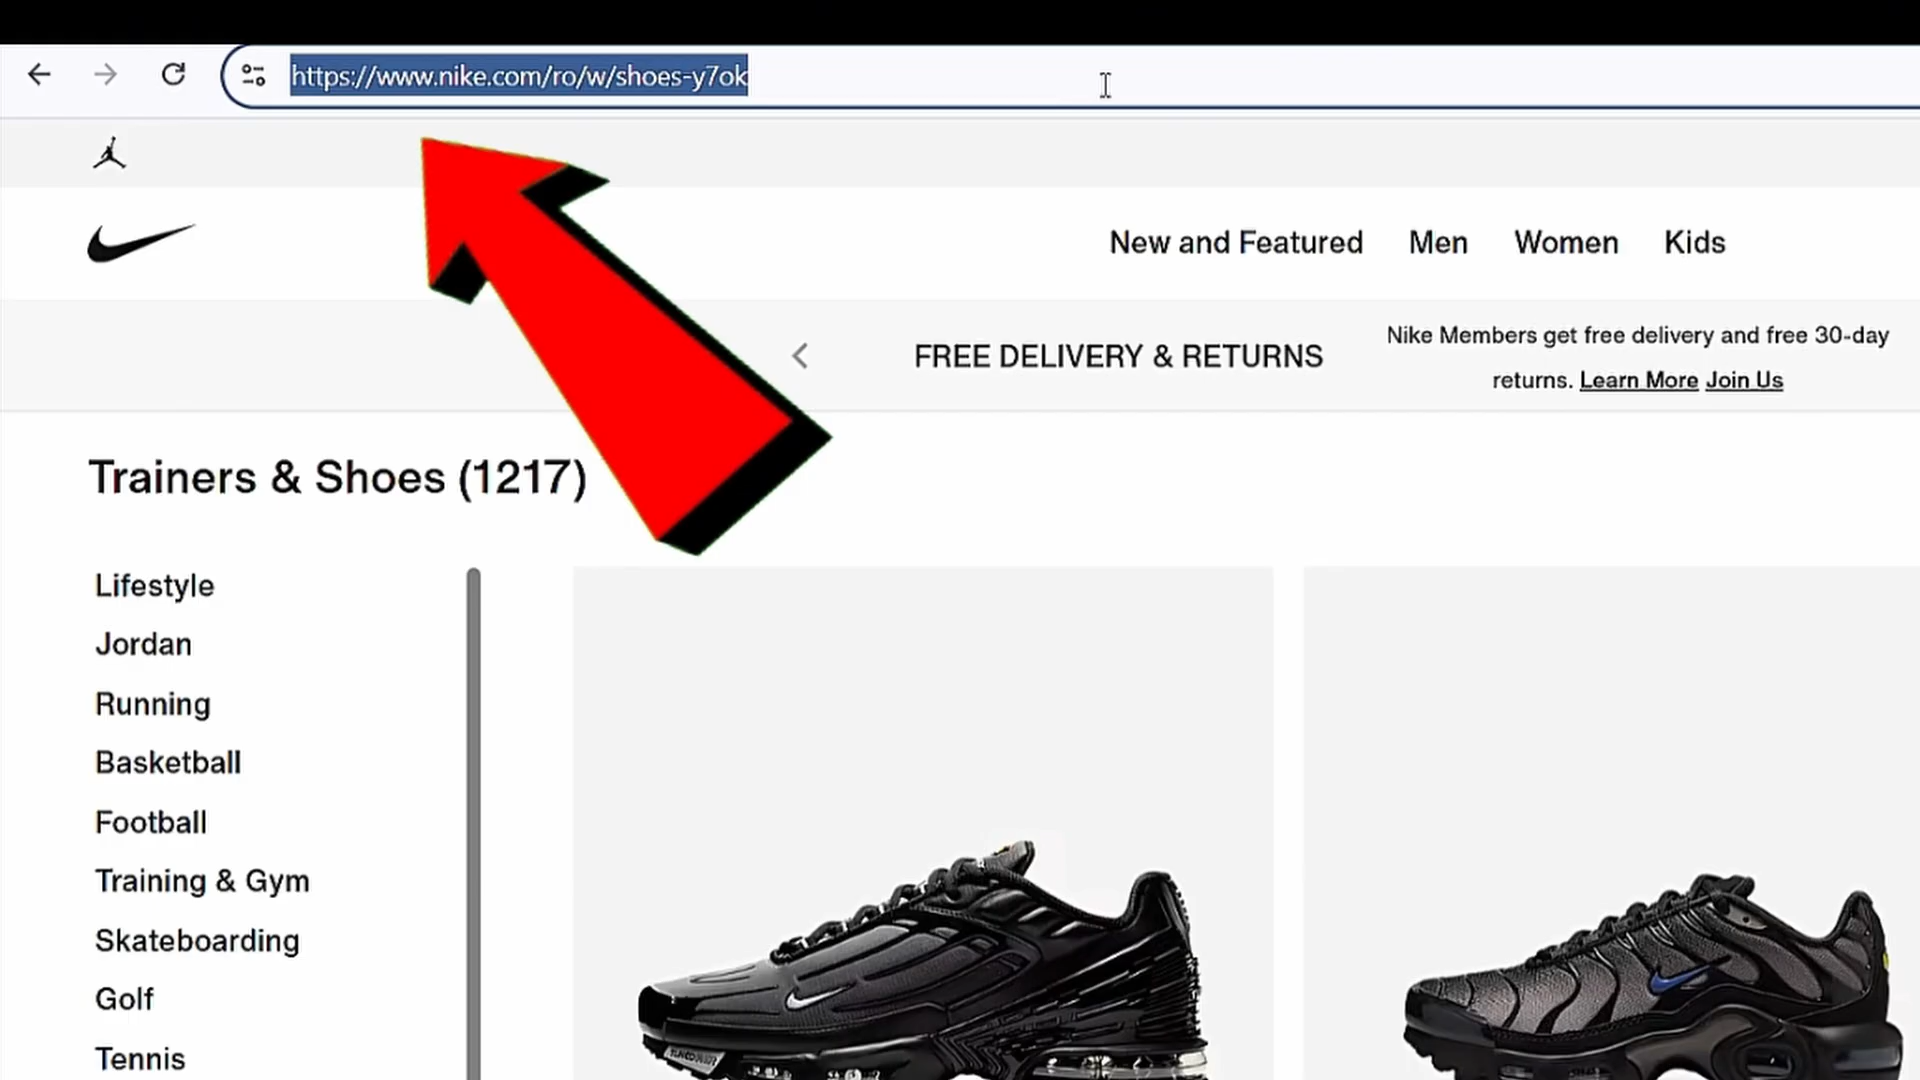 https://www.nike.com/ro/w/shoes-y7ok
New and Featured Men Women Kids
FREE DELIVERY & RETURNS
Nike Members get free delivery and free 30-day
returns. Learn More Join Us
Trainers & Shoes (1217)
Lifestyle
Jordan
Running
Basketball
Football
Training & Gym
Skateboarding
Golf
Tennis